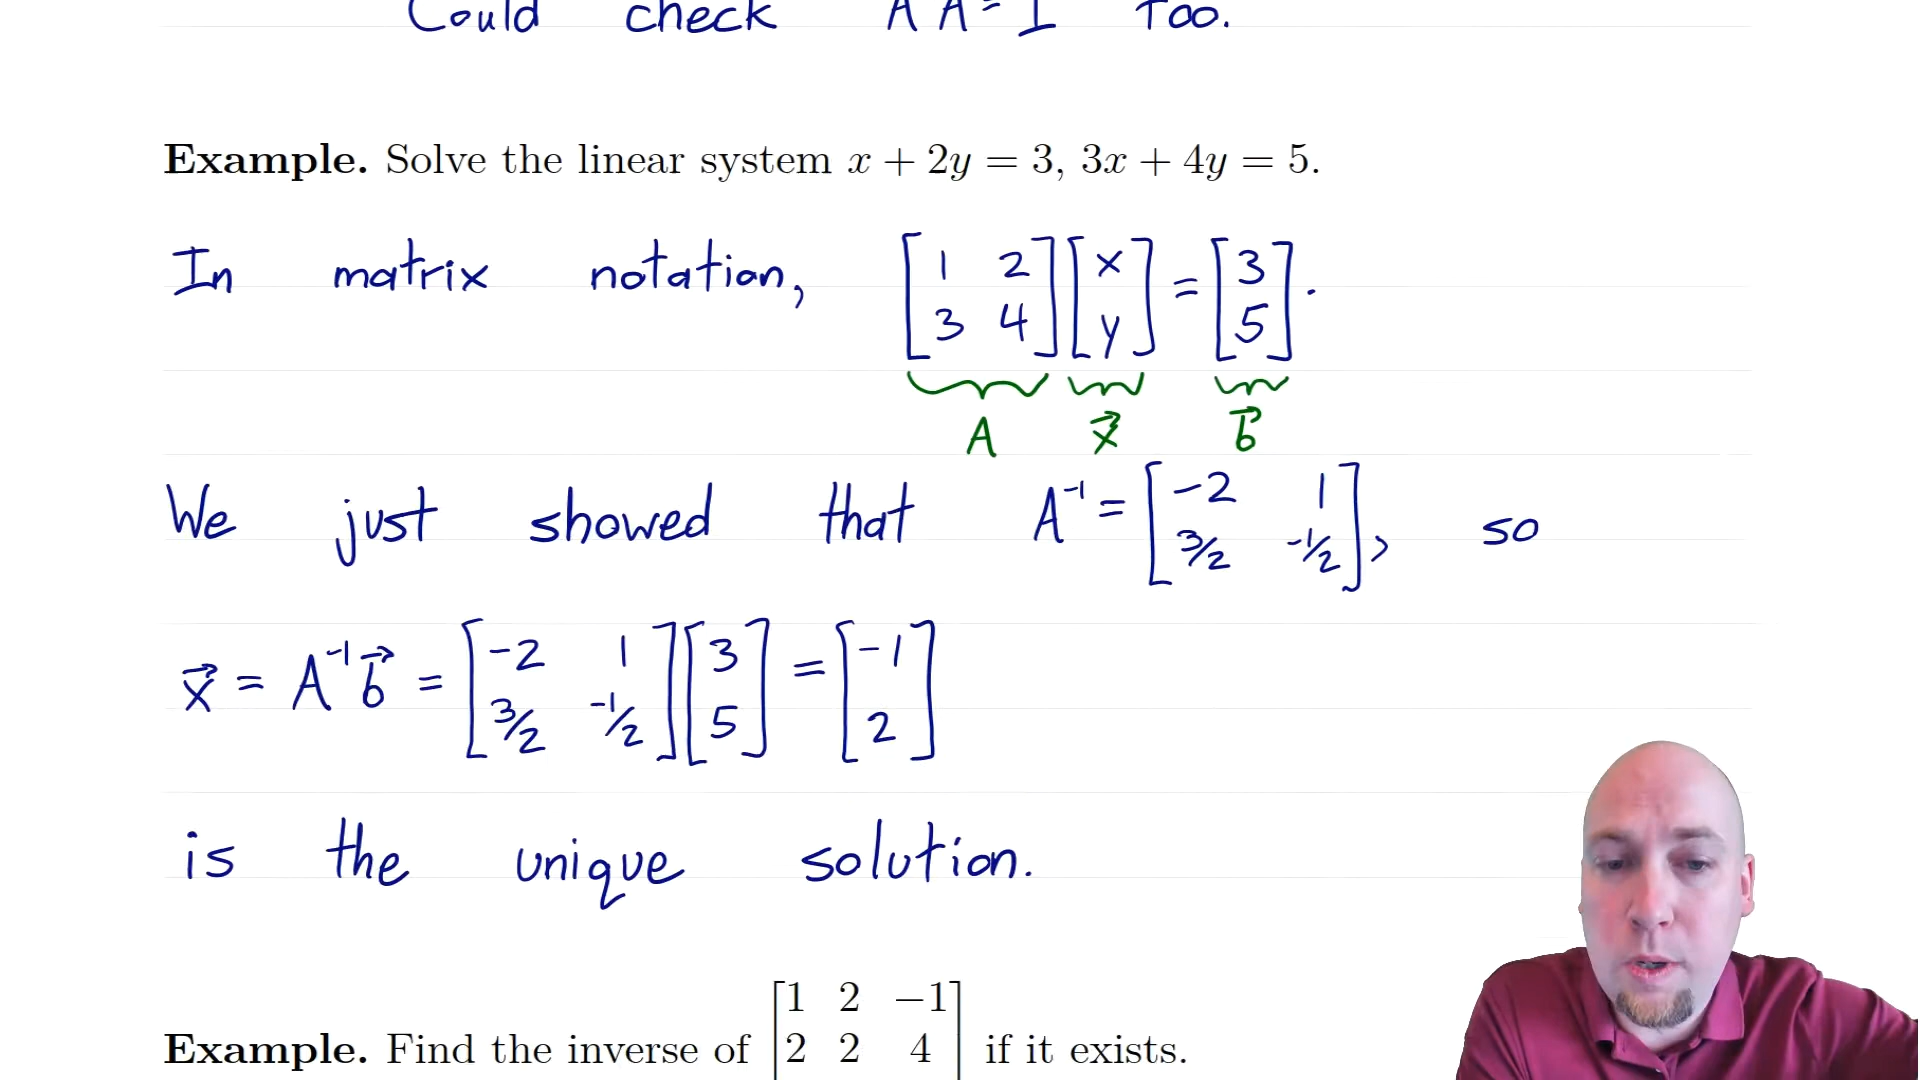 Could check A A = I Too.
Example. Solve the linear system x + 2y = 3, 3x + 4y = 5.
In matrix notation, [1 2; 3 4][x; y] = [3; 5].
A x⃗ b⃗
We just showed that A⁻¹ = [-2 1; 3/2 -1/2], so
x⃗ = A⁻¹b⃗ = [-2 1; 3/2 -1/2][3; 5] = [-1; 2]
is the unique solution.
Example. Find the inverse of [1 2 −1; 2 2 4 if it exists.